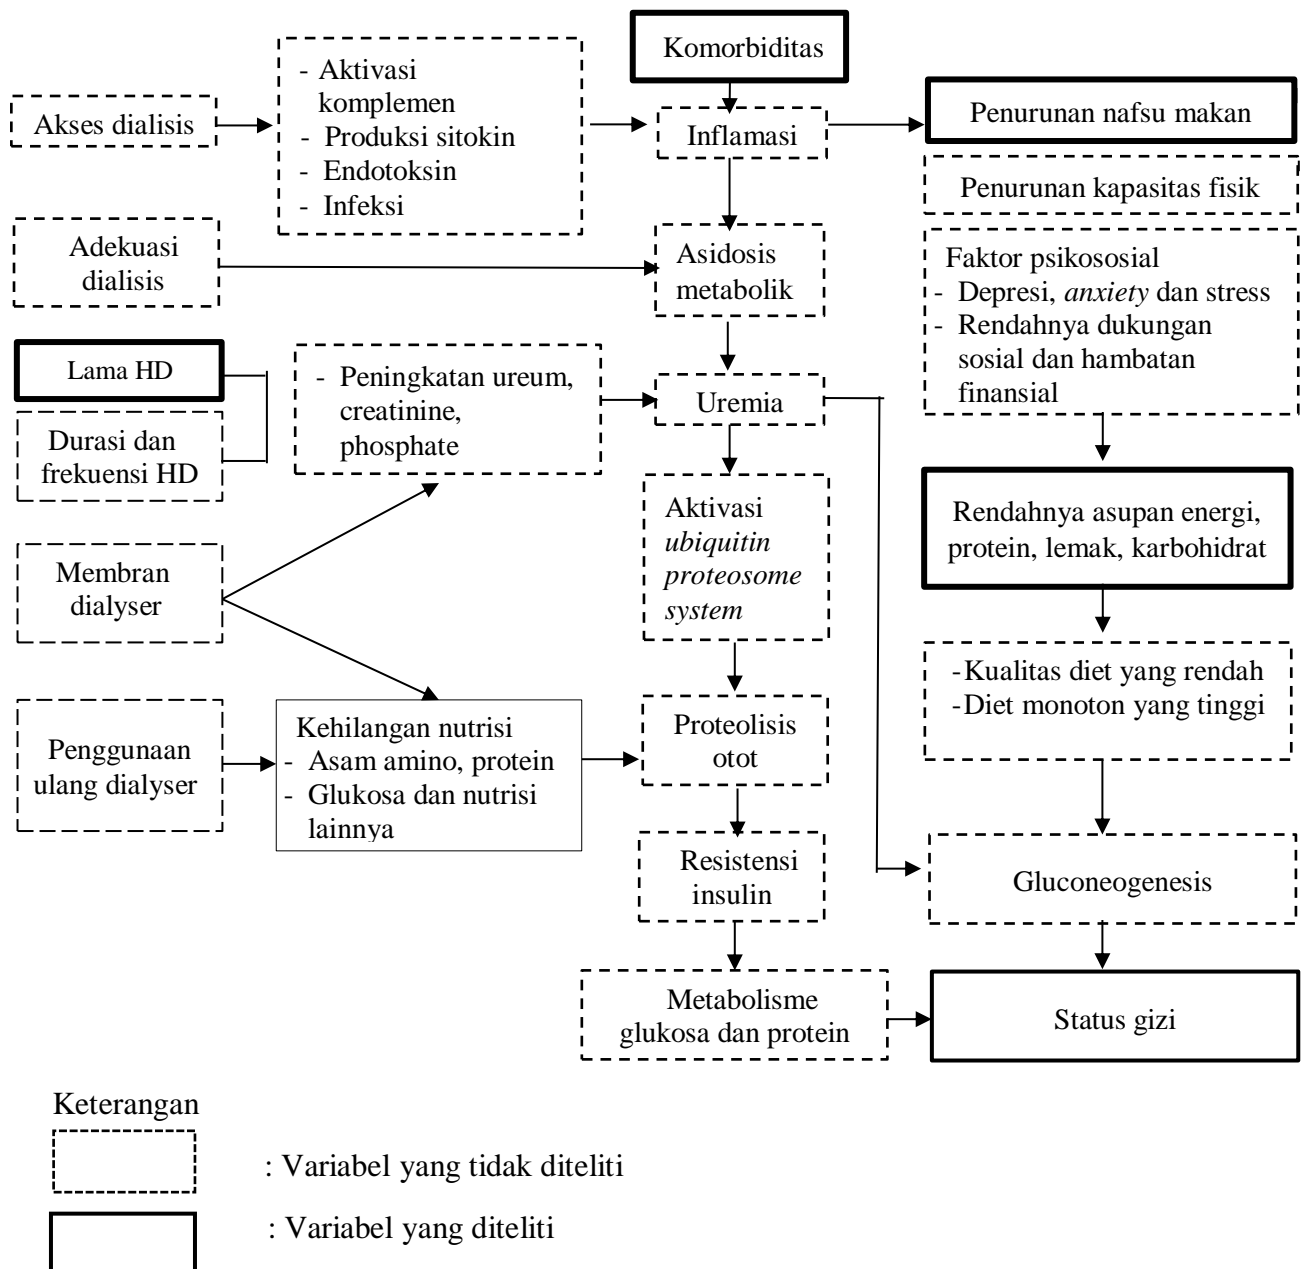 Komorbiditas
- Aktivasi
komplemen
- Produksi sitokin
- Endotoksin
- Infeksi
Akses dialisis
Inflamasi
Penurunan nafsu makan
Penurunan kapasitas fisik
Adekuasi
dialisis
Asidosis
metabolik
Faktor psikososial
- Depresi, anxiety dan stress
- Rendahnya dukungan
sosial dan hambatan
finansial
Lama HD
- Peningkatan ureum,
creatinine,
phosphate
Uremia
Durasi dan
frekuensi HD
Aktivasi
ubiquitin
proteosome
system
Rendahnya asupan energi,
protein, lemak, karbohidrat
Membran
dialyser
-Kualitas diet yang rendah
-Diet monoton yang tinggi
Penggunaan
ulang dialyser
Kehilangan nutrisi
- Asam amino, protein
- Glukosa dan nutrisi
lainnya
Proteolisis
otot
Resistensi
insulin
Gluconeogenesis
Metabolisme
glukosa dan protein
Status gizi
Keterangan
: Variabel yang tidak diteliti
: Variabel yang diteliti